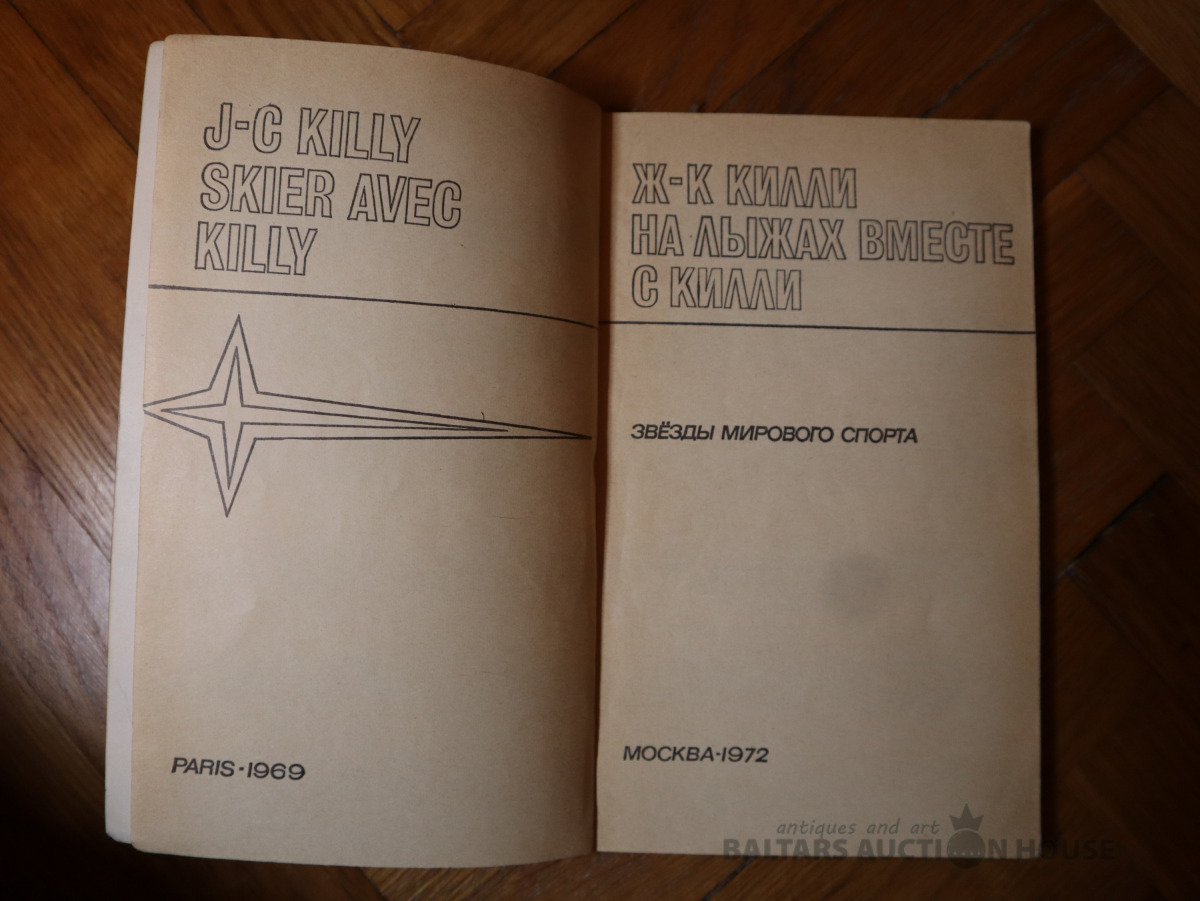 J-C KILLY
SKIER AVEC
KILLY
PARIS-1969
Ж-К КИЛЛИ
НА ЛЫЖАХ ВМЕСТЕ
С КИЛЛИ
ЗВЁЗДЫ МИРОВОГО СПОРТА
МОСКВА-1972
antiques and art
BALTARS AUCTION HOUSE